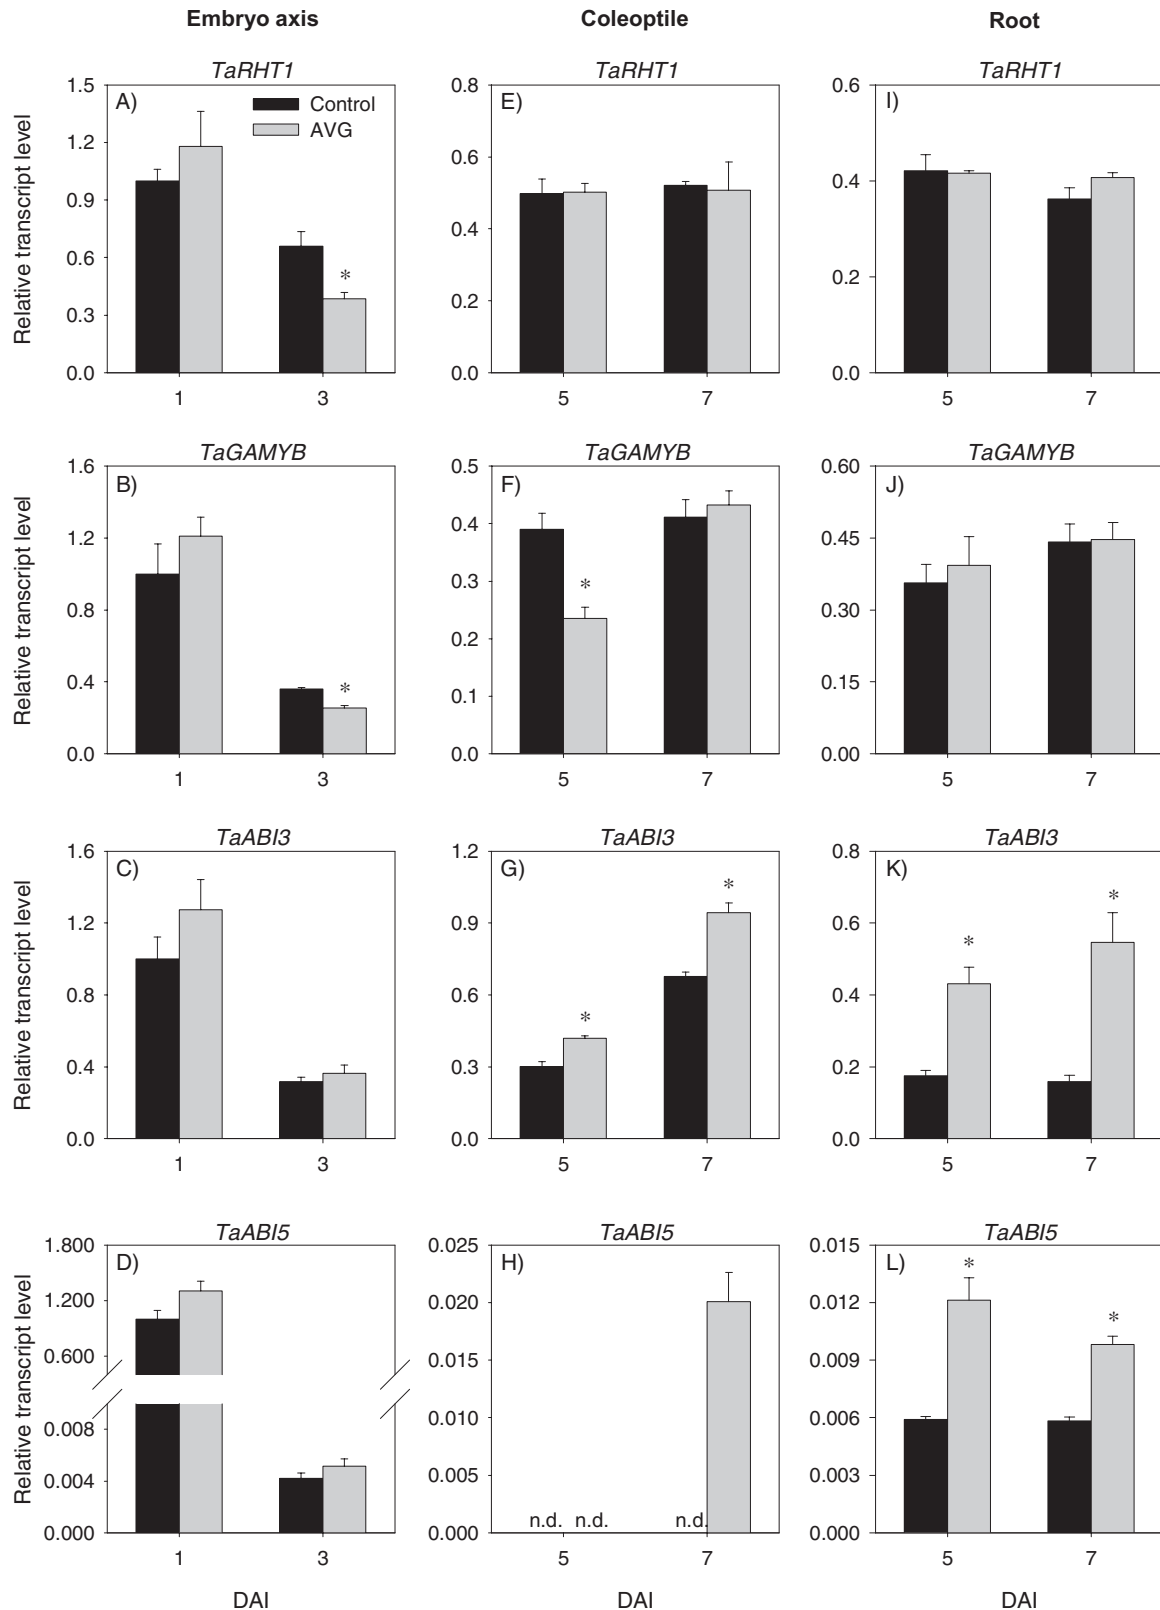 Embryo axis
Coleoptile
Root
TaRHT1
TaRHT1
TaRHT1
Relative transcript level
1.5
1.2
0.9
0.6
0.3
0.0
A)
Control
AVG
*
1
3
0.8
0.6
0.4
0.2
0.0
E)
5
7
0.6
0.4
0.2
0.0
I)
5
7
TaGAMYB
TaGAMYB
TaGAMYB
Relative transcript level
1.6
1.2
0.8
0.4
0.0
B)
*
1
3
0.5
0.4
0.3
0.2
0.1
0.0
F)
*
5
7
0.60
0.45
0.30
0.15
0.00
J)
5
7
TaABI3
TaABI3
TaABI3
Relative transcript level
1.6
1.2
0.8
0.4
0.0
C)
1
3
1.2
0.9
0.6
0.3
0.0
G)
*
*
5
7
0.8
0.6
0.4
0.2
0.0
K)
*
*
5
7
TaABI5
TaABI5
TaABI5
Relative transcript level
1.800
1.200
0.600
0.008
0.004
0.000
D)
1
3
DAI
0.025
0.020
0.015
0.010
0.005
0.000
H)
n.d.
n.d.
n.d.
5
7
DAI
0.015
0.012
0.009
0.006
0.003
0.000
L)
*
*
5
7
DAI